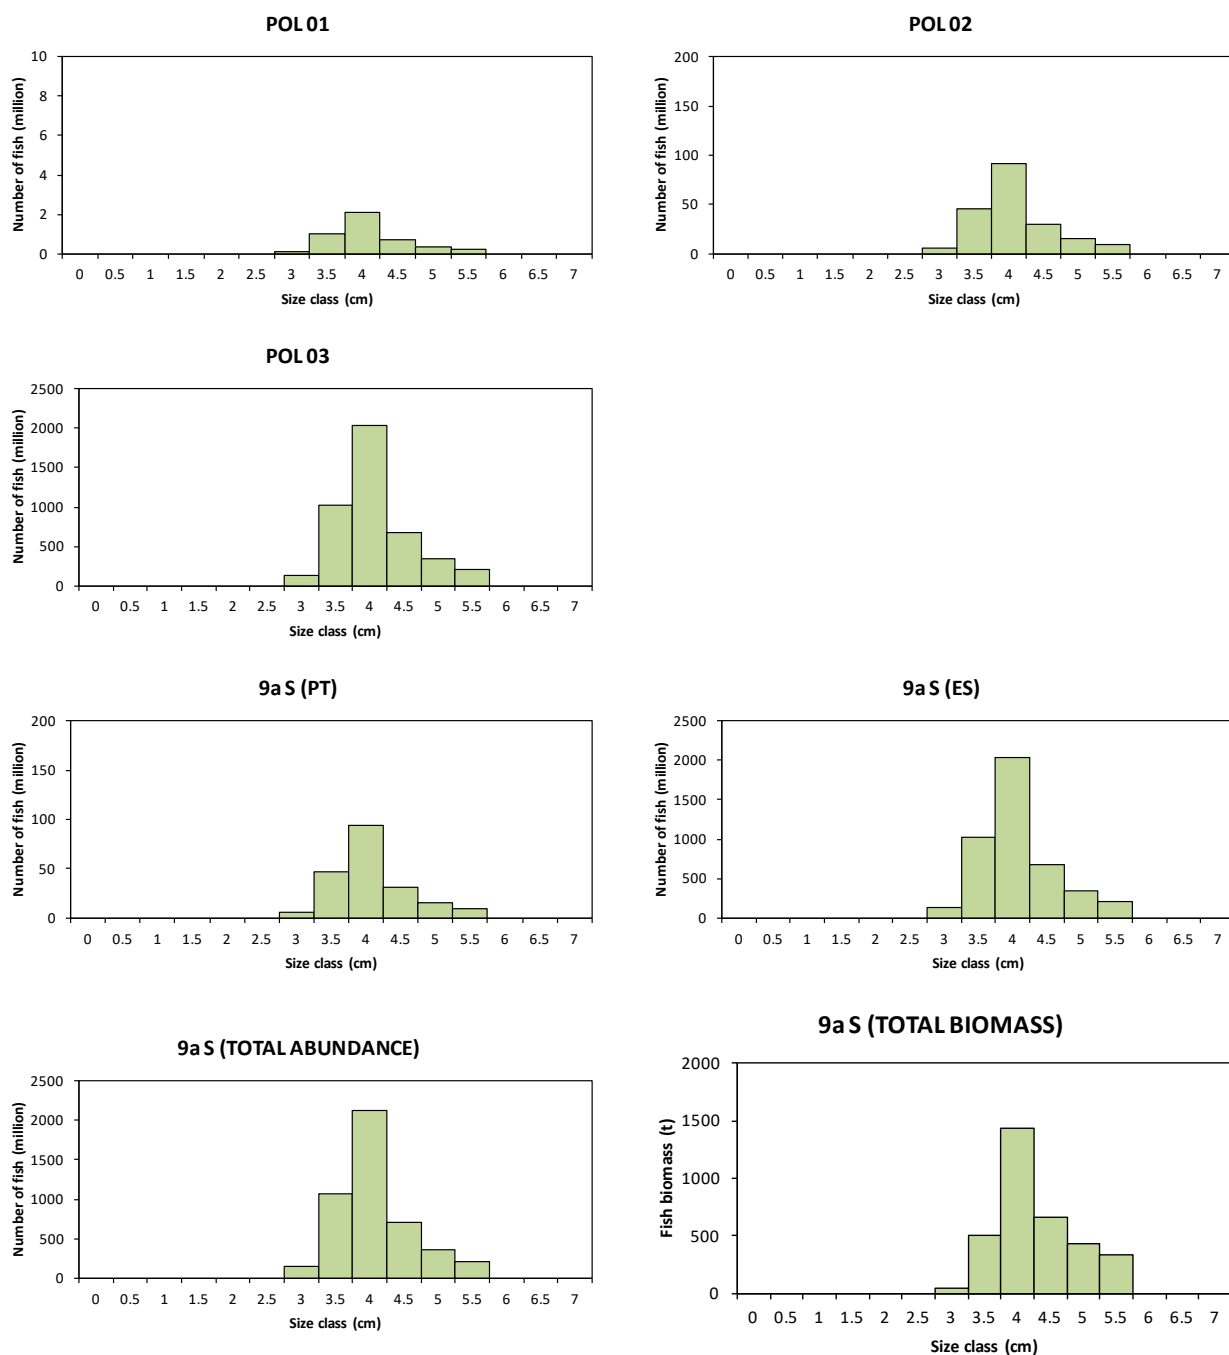 POL 01
10
8
6
4
2
0
Number of fish (million)
0 0.5 1 1.5 2 2.5 3 3.5 4 4.5 5 5.5 6 6.5 7
Size class (cm)
POL 02
200
150
100
50
0
Number of fish (million)
0 0.5 1 1.5 2 2.5 3 3.5 4 4.5 5 5.5 6 6.5 7
Size class (cm)
POL 03
2500
2000
1500
1000
500
0
Number of fish (million)
0 0.5 1 1.5 2 2.5 3 3.5 4 4.5 5 5.5 6 6.5 7
Size class (cm)
9a S (PT)
200
150
100
50
0
Number of fish (million)
0 0.5 1 1.5 2 2.5 3 3.5 4 4.5 5 5.5 6 6.5 7
Size class (cm)
9a S (ES)
2500
2000
1500
1000
500
0
Number of fish (million)
0 0.5 1 1.5 2 2.5 3 3.5 4 4.5 5 5.5 6 6.5 7
Size class (cm)
9a S (TOTAL ABUNDANCE)
2500
2000
1500
1000
500
0
Number of fish (million)
0 0.5 1 1.5 2 2.5 3 3.5 4 4.5 5 5.5 6 6.5 7
Size class (cm)
9a S (TOTAL BIOMASS)
2000
1500
1000
500
0
Fish biomass (t)
0 0.5 1 1.5 2 2.5 3 3.5 4 4.5 5 5.5 6 6.5 7
Size class (cm)